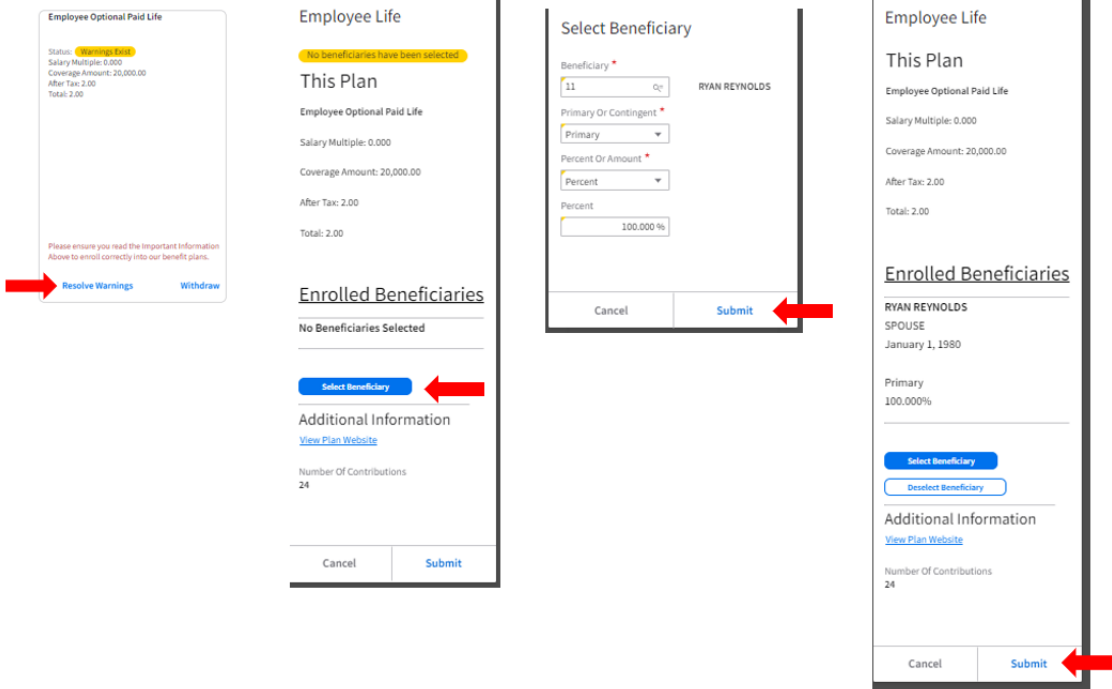 Employee Optional Paid Life
Status: Warnings Exist
Salary Multiple: 0.000
Coverage Amount: 20,000.00
After Tax: 2.00
Total: 2.00
Please ensure you read the Important Information
Above to enroll correctly into our benefit plans.
Resolve Warnings Withdraw
Employee Life
No beneficiaries have been selected
This Plan
Employee Optional Paid Life
Salary Multiple: 0.000
Coverage Amount: 20,000.00
After Tax: 2.00
Total: 2.00
Enrolled Beneficiaries
No Beneficiaries Selected
Select Beneficiary
Additional Information
View Plan Website
Number Of Contributions
24
Cancel Submit
Select Beneficiary
Beneficiary *
11 RYAN REYNOLDS
Primary Or Contingent *
Primary
Percent Or Amount *
Percent
Percent
100.000 %
Cancel Submit
Employee Life
This Plan
Employee Optional Paid Life
Salary Multiple: 0.000
Coverage Amount: 20,000.00
After Tax: 2.00
Total: 2.00
Enrolled Beneficiaries
RYAN REYNOLDS
SPOUSE
January 1, 1980
Primary
100.000%
Select Beneficiary
Deselect Beneficiary
Additional Information
View Plan Website
Number Of Contributions
24
Cancel Submit